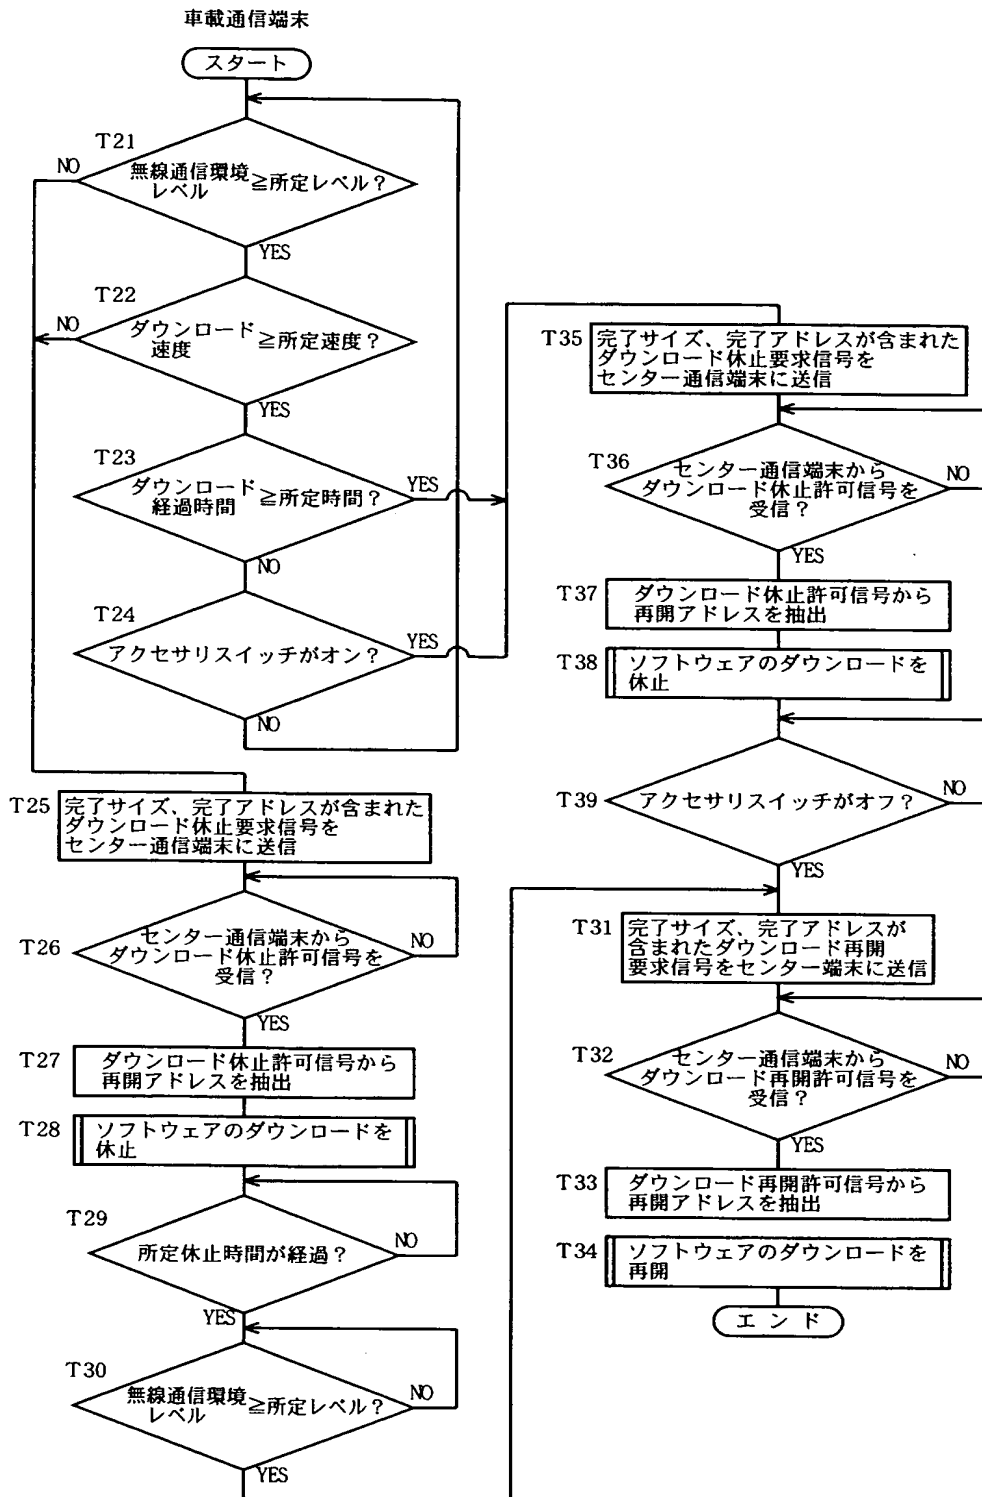 車載通信端末
スタート
T21
NO
無線通信環境
レベル
≧所定レベル?
YES
T22
NO
ダウンロード
速度
≧所定速度?
YES
T23
ダウンロード
経過時間
≧所定時間?
YES
NO
T24
アクセサリスイッチがオン?
YES
NO
T25
完了サイズ、完了アドレスが含まれた
ダウンロード休止要求信号を
センター通信端末に送信
T26
センター通信端末から
ダウンロード休止許可信号を
受信?
NO
YES
T27
ダウンロード休止許可信号から
再開アドレスを抽出
T28
ソフトウェアのダウンロードを
休止
T29
所定休止時間が経過?
NO
YES
T30
無線通信環境
レベル
≧所定レベル?
NO
YES
T35
完了サイズ、完了アドレスが含まれた
ダウンロード休止要求信号を
センター通信端末に送信
T36
センター通信端末から
ダウンロード休止許可信号を
受信?
NO
YES
T37
ダウンロード休止許可信号から
再開アドレスを抽出
T38
ソフトウェアのダウンロードを
休止
T39
アクセサリスイッチがオフ?
NO
YES
T31
完了サイズ、完了アドレスが
含まれたダウンロード再開
要求信号をセンター端末に送信
T32
センター通信端末から
ダウンロード再開許可信号を
受信?
NO
YES
T33
ダウンロード再開許可信号から
再開アドレスを抽出
T34
ソフトウェアのダウンロードを
再開
エンド